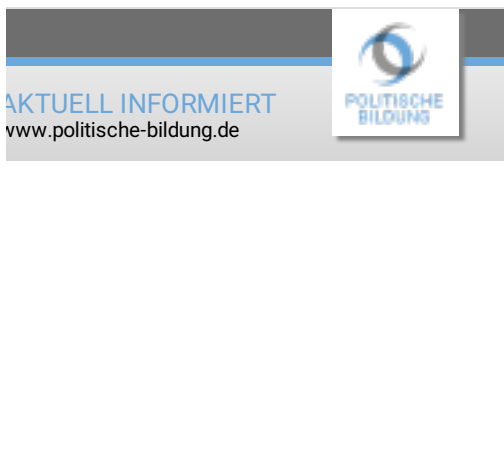 AKTUELL INFORMIERT
www.politische-bildung.de
POLITISCHE
BILDUNG